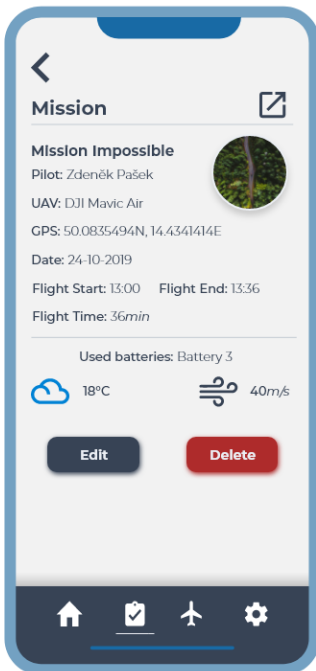 Mission
Mission Impossible
Pilot: Zdeněk Pašek
UAV: DJI Mavic Air
GPS: 50.0835494N, 14.4341414E
Date: 24-10-2019
Flight Start: 13:00 Flight End: 13:36
Flight Time: 36min
Used batteries: Battery 3
18°C 40m/s
Edit Delete